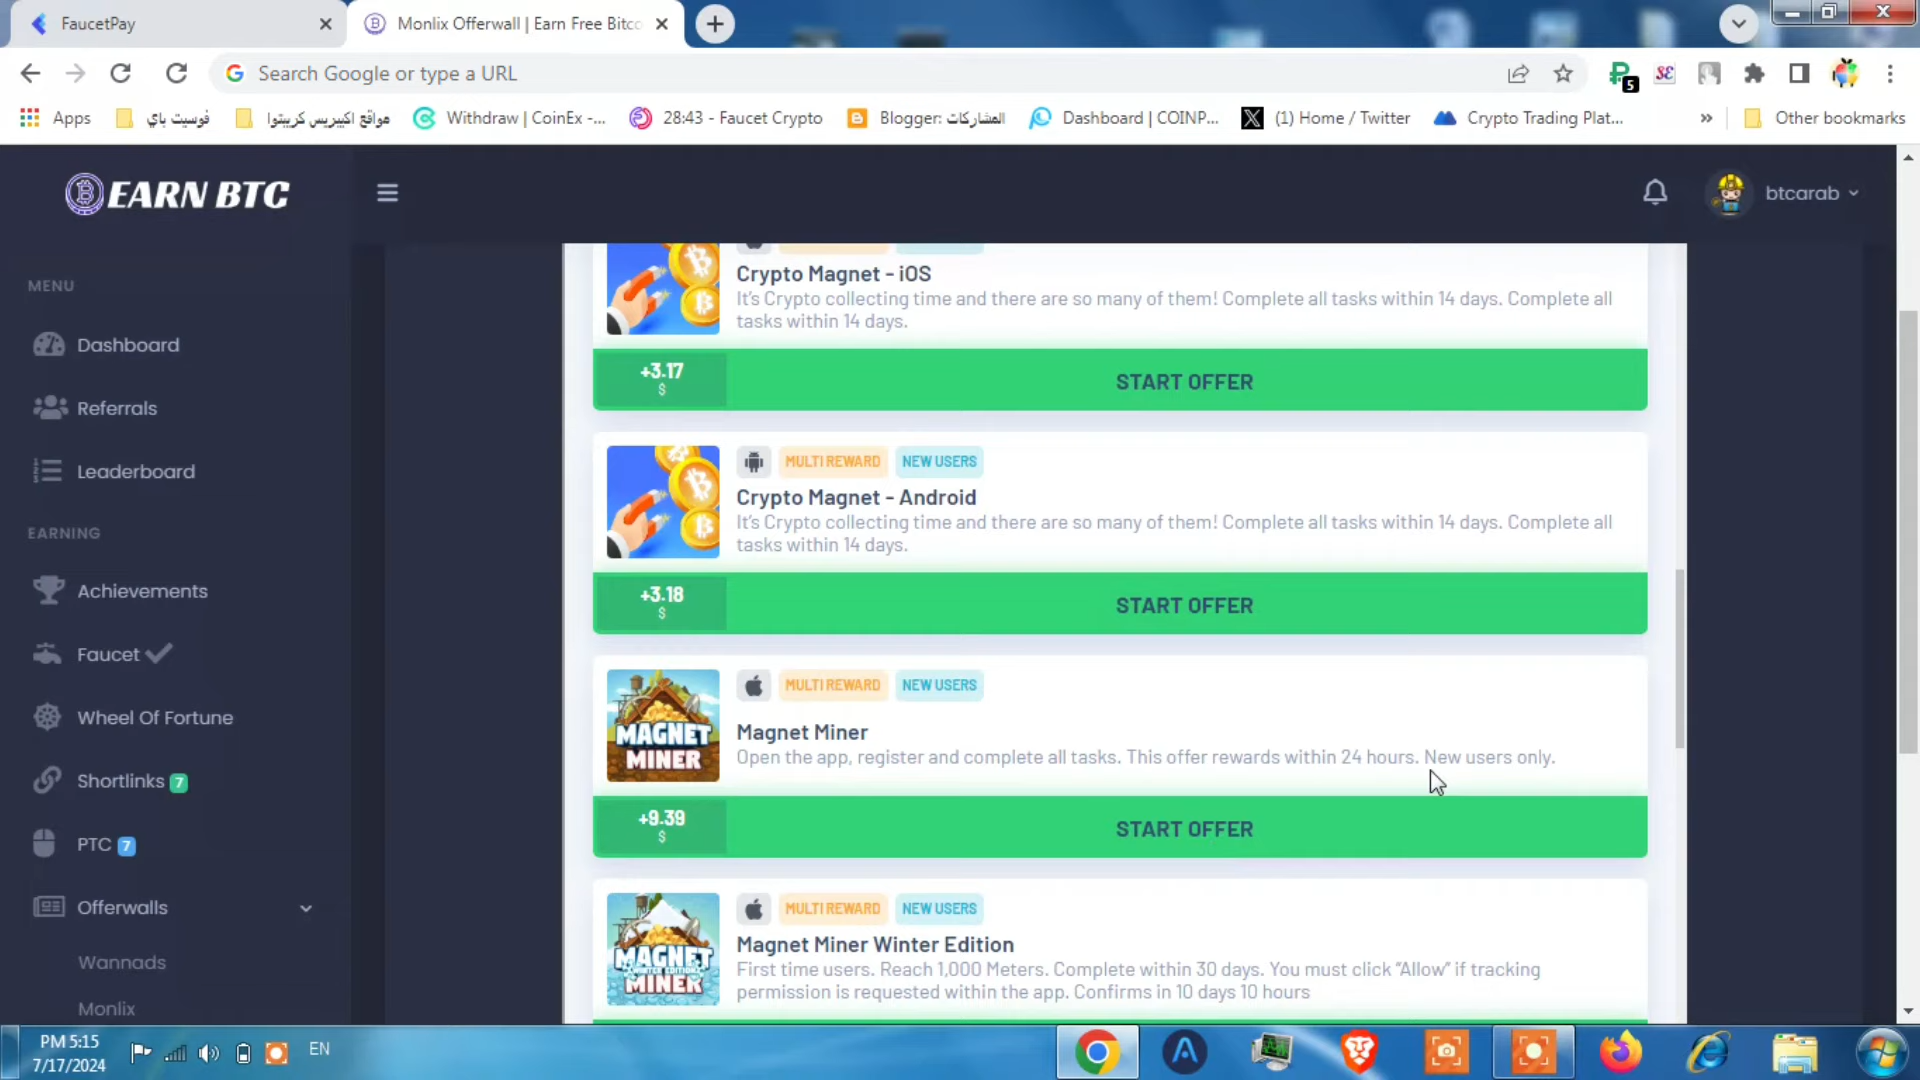 FaucetPay
Monlix Offerwall | Earn Free Bitco
Search Google or type a URL
5
Apps
فوسيت باي
مواقع اكبيريس كريبتوا
Withdraw | CoinEx -...
28:43 - Faucet Crypto
Blogger: المشاركات
Dashboard | COINP...
(1) Home / Twitter
Crypto Trading Plat...
»
Other bookmarks
EARN BTC
btcarab
MENU
Dashboard
Referrals
Leaderboard
EARNING
Achievements
Faucet
Wheel Of Fortune
Shortlinks 7
PTC 7
Offerwalls
Wannads
Monlix
Crypto Magnet - iOS
It's Crypto collecting time and there are so many of them! Complete all tasks within 14 days. Complete all
tasks within 14 days.
+3.17
$
START OFFER
MULTI REWARD
NEW USERS
Crypto Magnet - Android
It's Crypto collecting time and there are so many of them! Complete all tasks within 14 days. Complete all
tasks within 14 days.
+3.18
$
START OFFER
MAGNET
MINER
MULTI REWARD
NEW USERS
Magnet Miner
Open the app, register and complete all tasks. This offer rewards within 24 hours. New users only.
+9.39
$
START OFFER
MAGNET
WINTER EDITION
MINER
MULTI REWARD
NEW USERS
Magnet Miner Winter Edition
First time users. Reach 1,000 Meters. Complete within 30 days. You must click “Allow” if tracking
permission is requested within the app. Confirms in 10 days 10 hours
PM 5:15
7/17/2024
EN